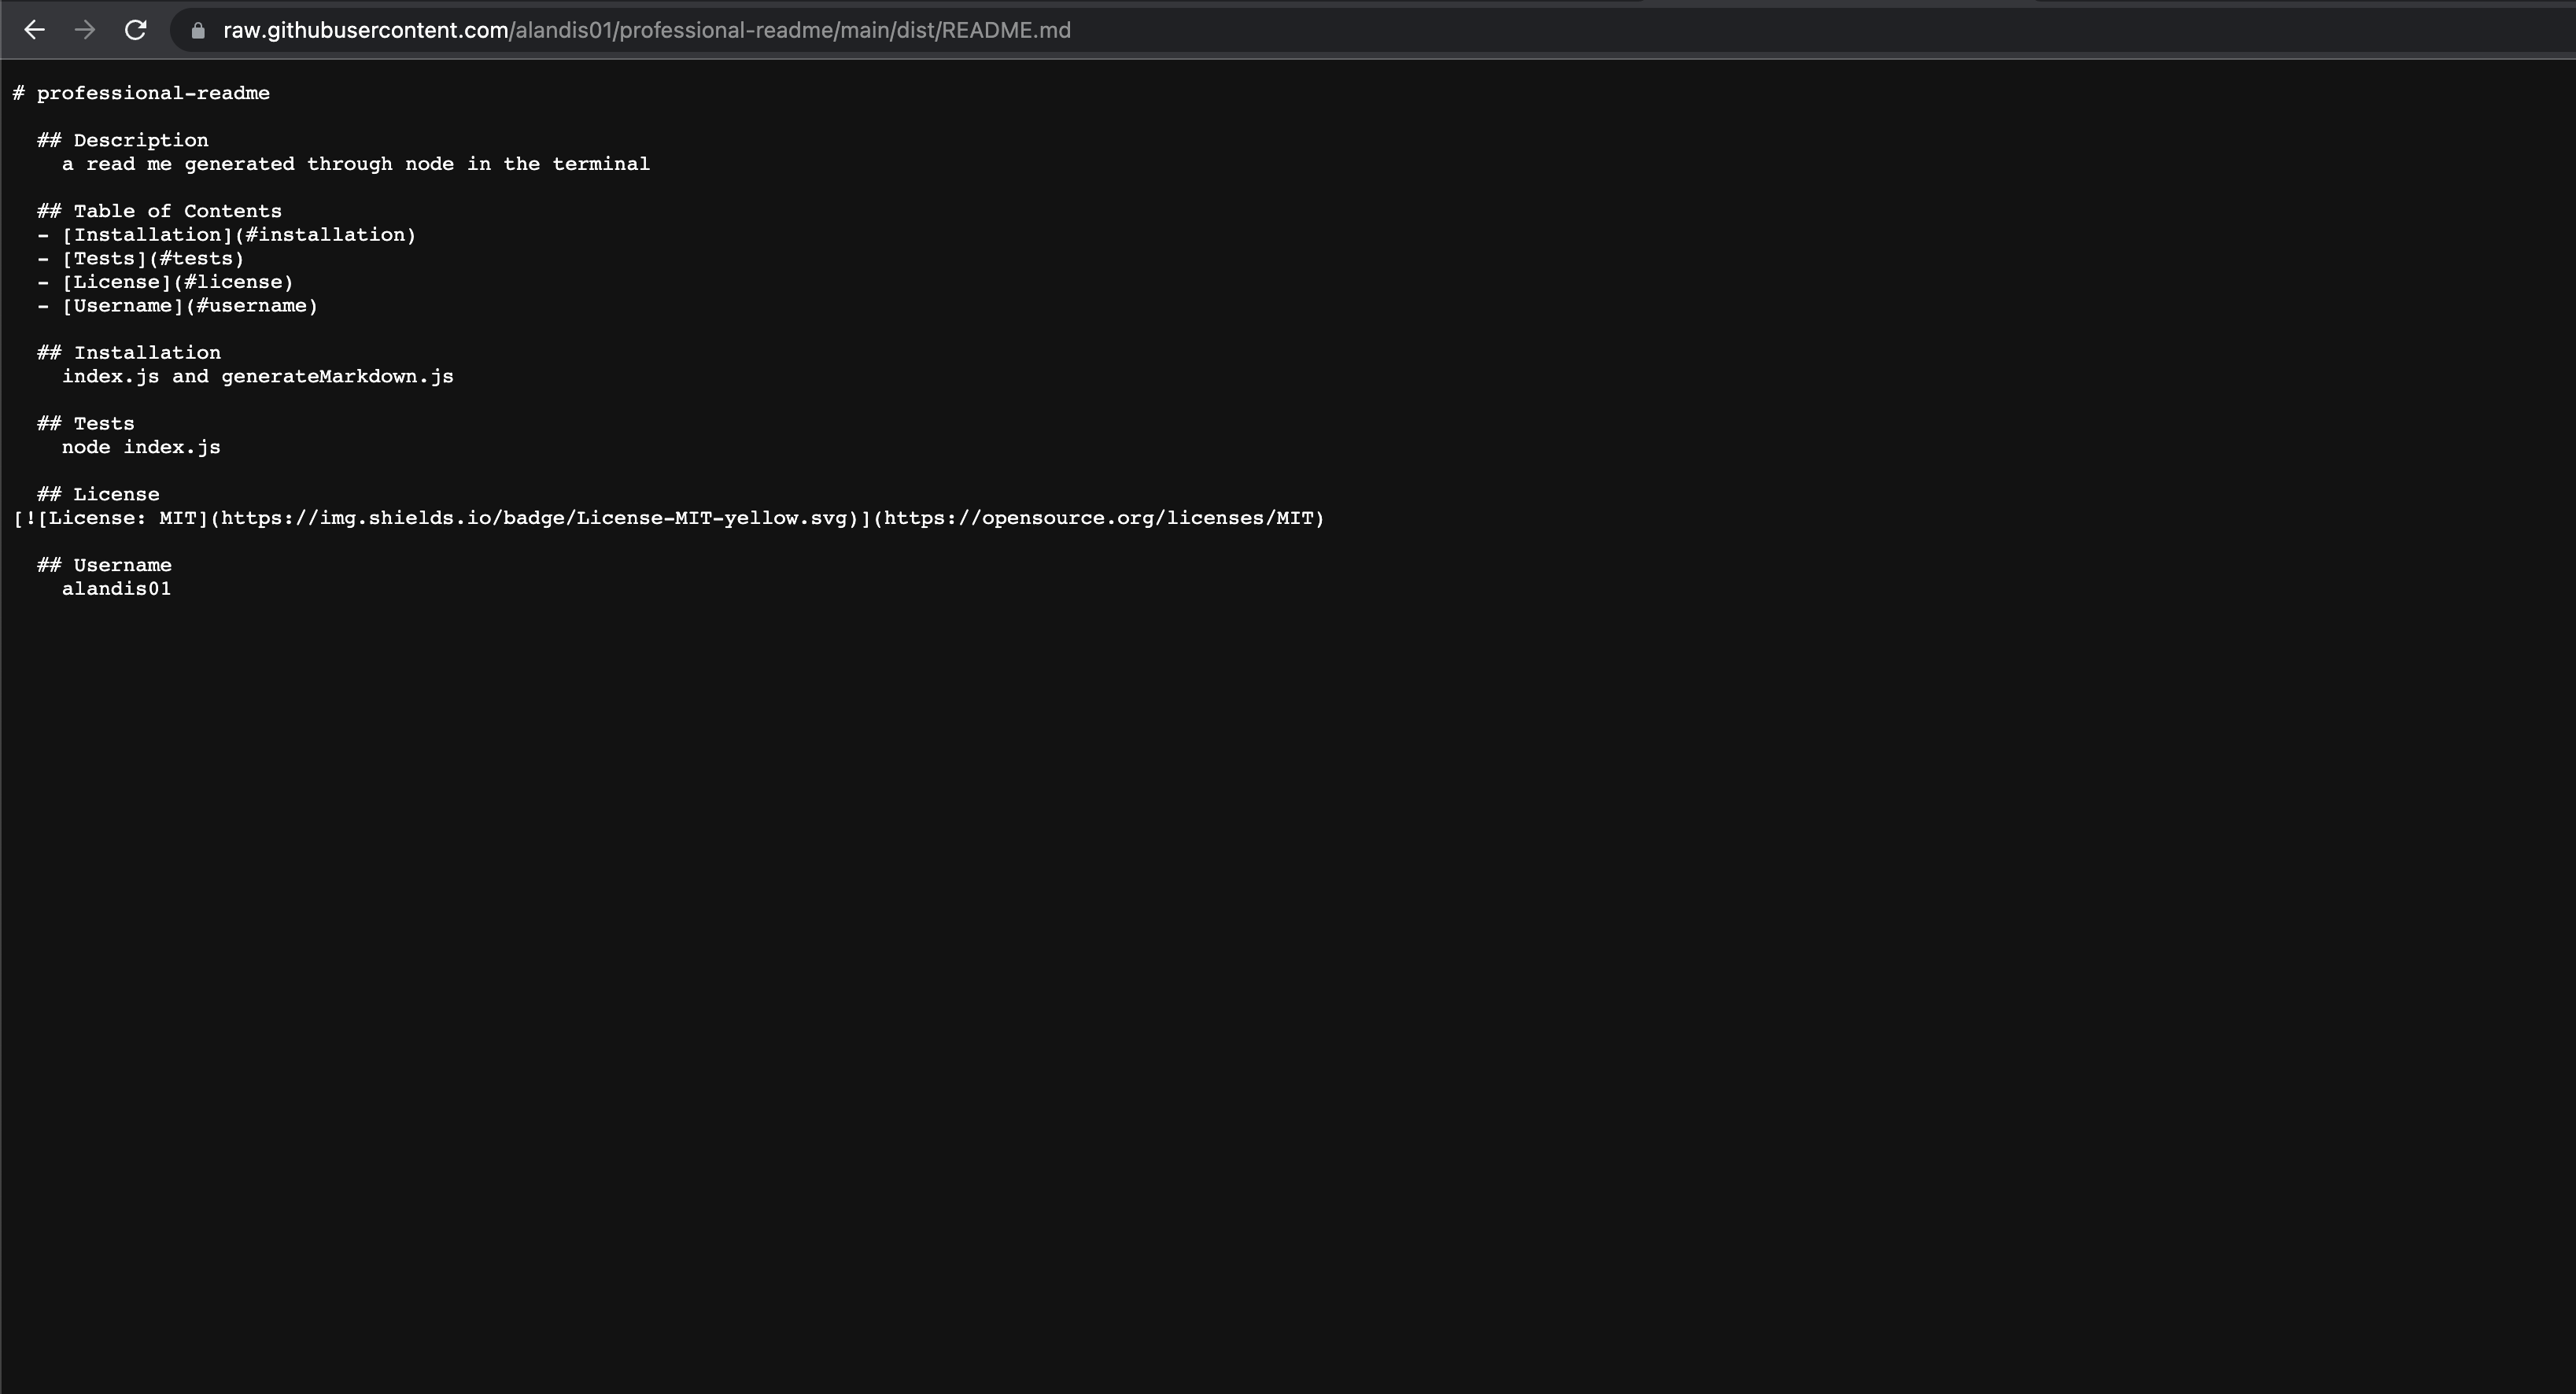 raw.githubusercontent.com/alandis01/professional-readme/main/dist/README.md
# professional-readme
## Description
a read me generated through node in the terminal
## Table of Contents
- [Installation](#installation)
- [Tests](#tests)
- [License](#license)
- [Username](#username)
## Installation
index.js and generateMarkdown.js
## Tests
node index.js
## License
[![License: MIT](https://img.shields.io/badge/License-MIT-yellow.svg)](https://opensource.org/licenses/MIT)
## Username
alandis01